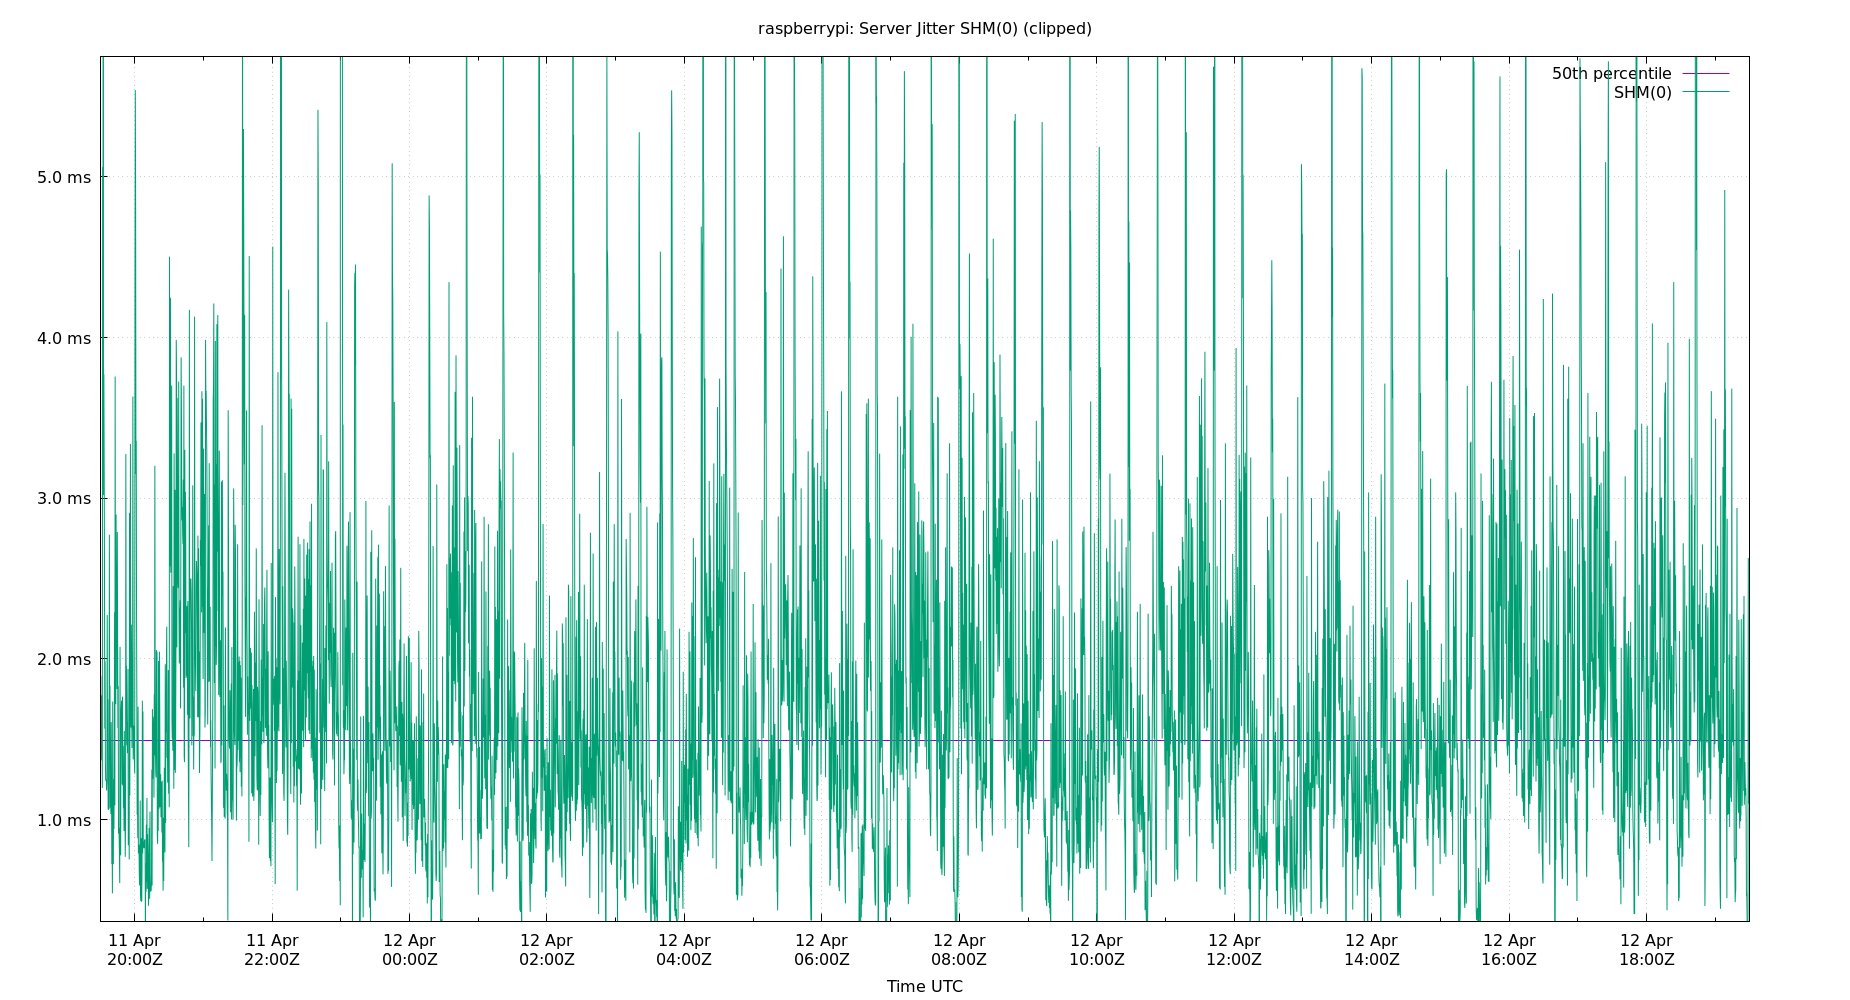 raspberrypi: Server Jitter SHM(0) (clipped)
50th percentile
SHM(0)
5.0 ms
4.0 ms
3.0 ms
2.0 ms
1.0 ms
11 Apr 11 Apr 12 Apr 12 Apr 12 Apr 12 Apr 12 Apr 12 Apr 12 Apr 12 Apr 12 Apr 12 Apr
20:00Z 22:00Z 00:00Z 02:00Z 04:00Z 06:00Z 08:00Z 10:00Z 12:00Z 14:00Z 16:00Z 18:00Z
Time UTC